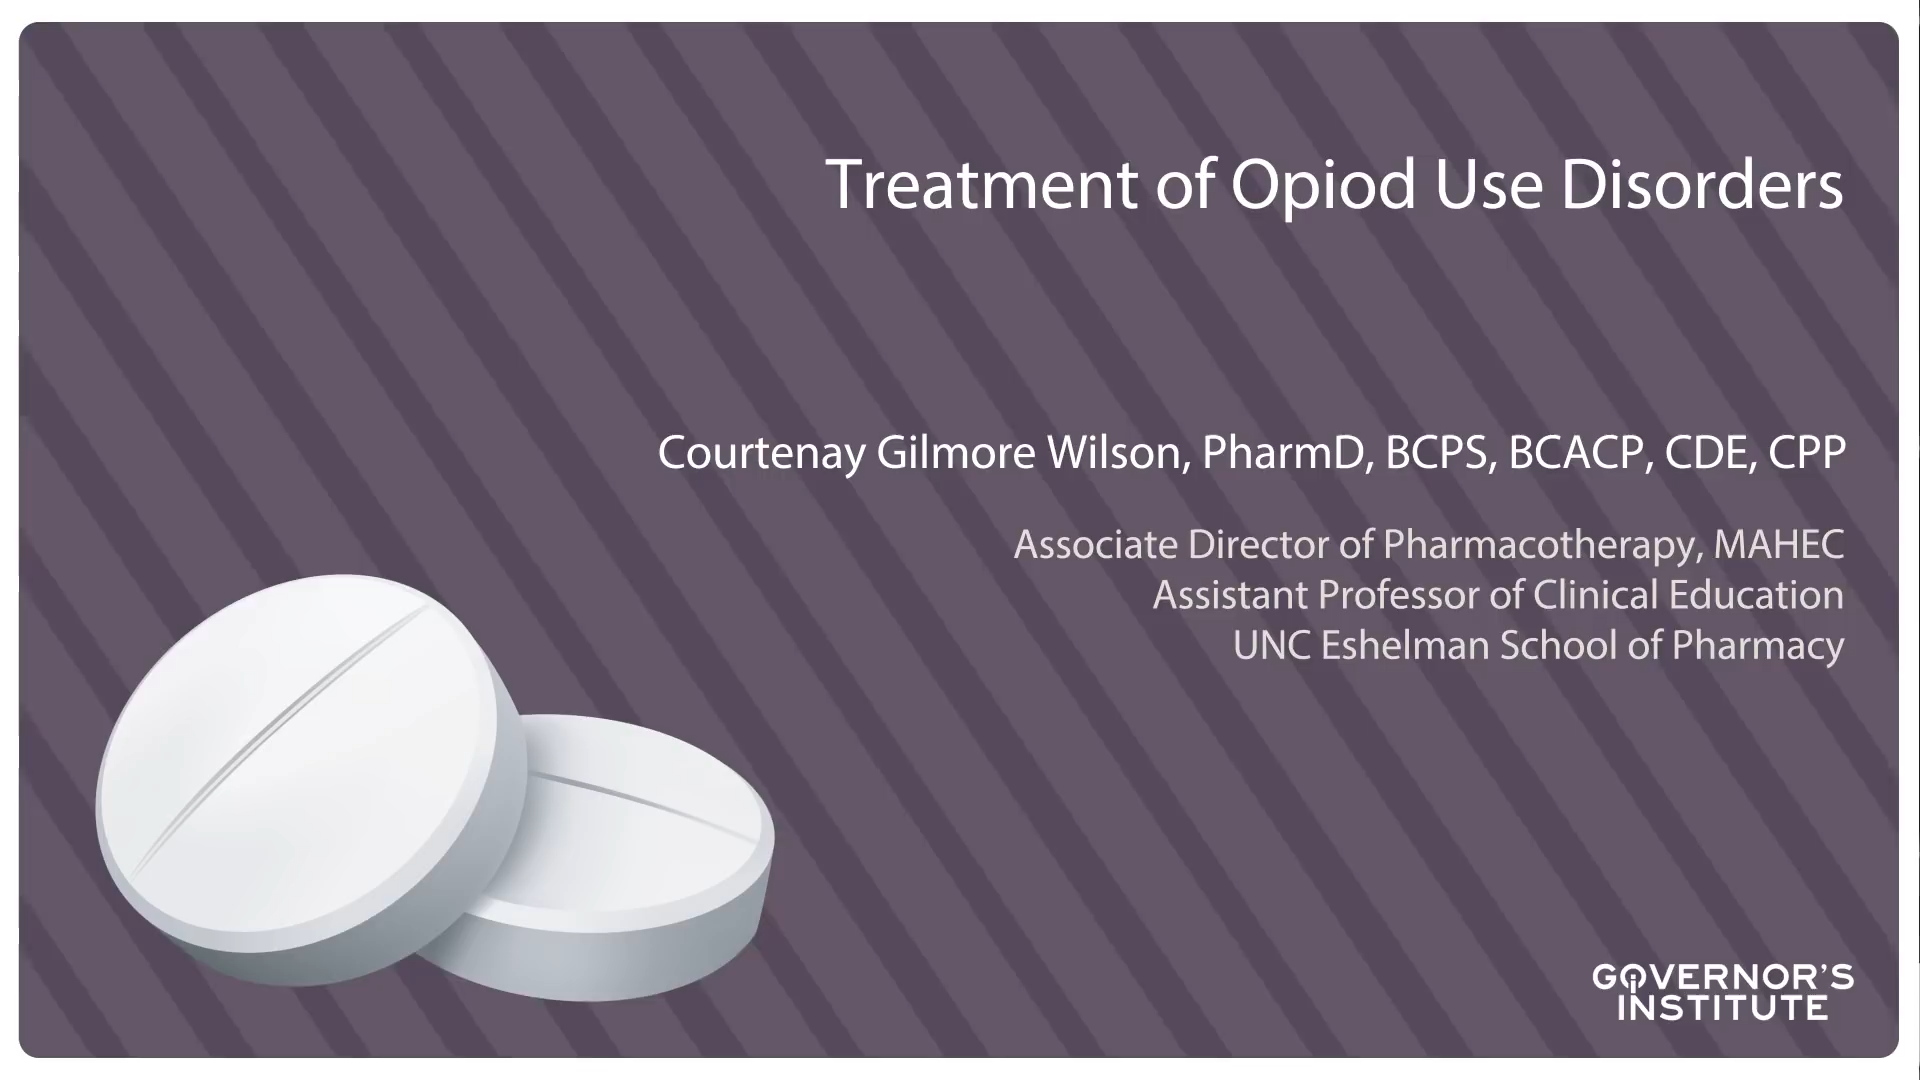 Treatment of Opiod Use Disorders
Courtenay Gilmore Wilson, PharmD, BCPS, BCACP, CDE, CPP
Associate Director of Pharmacotherapy, MAHEC
Assistant Professor of Clinical Education
UNC Eshelman School of Pharmacy
GOVERNOR'S
INSTITUTE